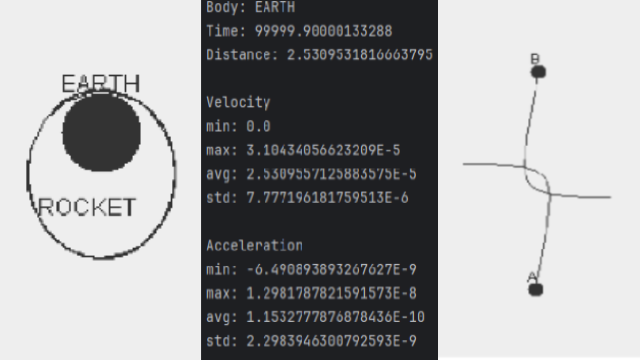 EARTH
ROCKET
Body: EARTH
Time: 99999.90000133288
Distance: 2.5309531816663795
Velocity
min: 0.0
max: 3.10434056623209E-5
avg: 2.5309557125883575E-5
std: 7.777196181759513E-6
Acceleration
min: -6.490893893267627E-9
max: 1.2981787821591573E-8
avg: 1.1532777876878436E-10
std: 2.2983946300792593E-9
B
A